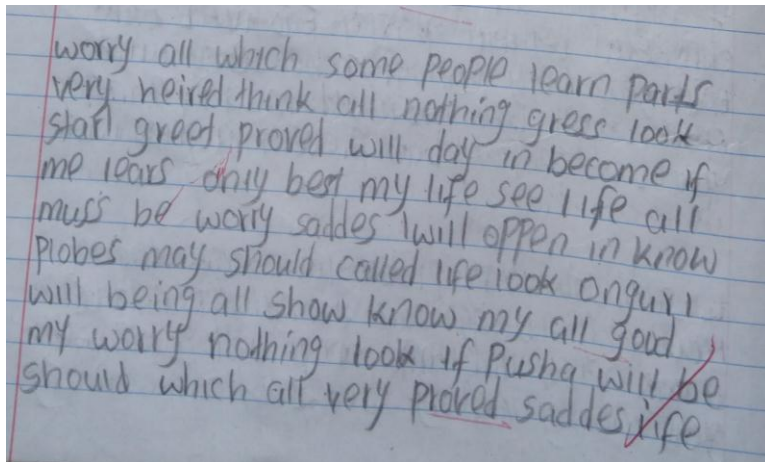 worry all which some people learn parts
very heired think all nothing gress look
starl greet proved will day in become if
me lears only best my life see life all
muss be worry saddes I will oppen in know
plobes may should called life look onguri
will being all show know my all good
my worry nothing look if pusha will be
should which all very proved saddes life